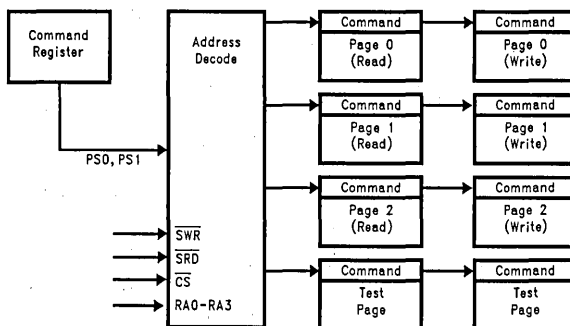 Command
Register
PS0, PS1
Address
Decode
SWR
SRD
CS
RA0-RA3
Command
Page 0
(Read)
Command
Page 0
(Write)
Command
Page 1
(Read)
Command
Page 1
(Write)
Command
Page 2
(Read)
Command
Page 2
(Write)
Command
Test
Page
Command
Test
Page